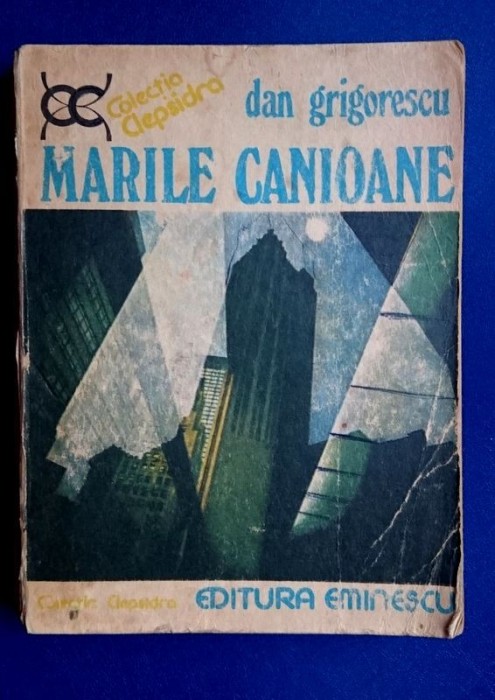 Colecția
Clepsidra
dan grigorescu
MARILE CANIOANE
Colecția Clepsidra
EDITURA EMINESCU